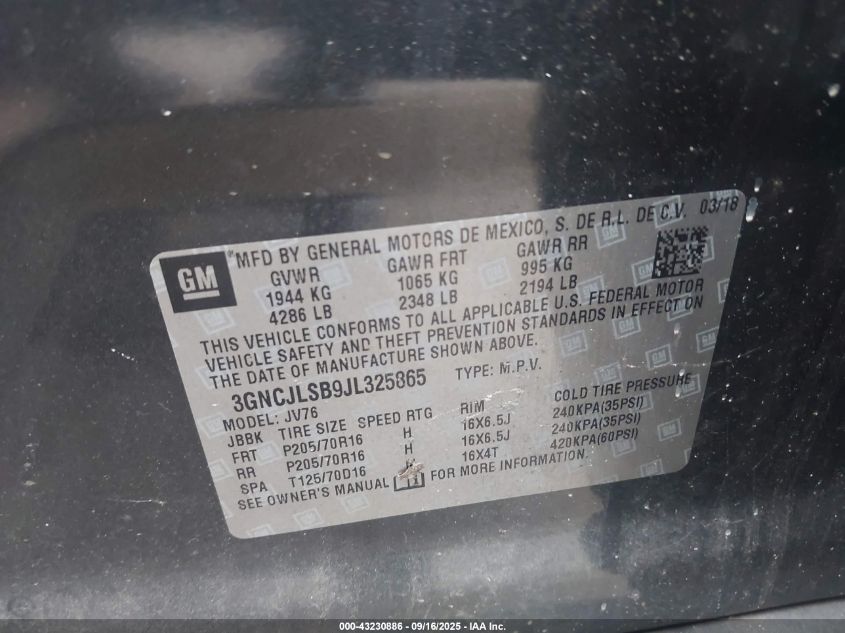 GM
®MFD BY GENERAL MOTORS DE MEXICO, S. DE R.L. DE C.V. 03/18
GVWR GAWR FRT GAWR RR
1944 KG 1065 KG 995 KG
4286 LB 2348 LB 2194 LB
THIS VEHICLE CONFORMS TO ALL APPLICABLE U.S. FEDERAL MOTOR
VEHICLE SAFETY AND THEFT PREVENTION STANDARDS IN EFFECT ON
THE DATE OF MANUFACTURE SHOWN ABOVE.
3GNCJLSB9JL325865 TYPE: M.P.V.
MODEL: JV76
JBBK TIRE SIZE SPEED RTG RIM COLD TIRE PRESSURE
FRT P205/70R16 H 16X6.5J 240KPA(35PSI)
RR P205/70R16 H 16X6.5J 240KPA(35PSI)
SPA T125/70D16 16X4T 420KPA(60PSI)
SEE OWNER'S MANUAL FOR MORE INFORMATION.
000-43230886 - 09/16/2025 - IAA Inc.